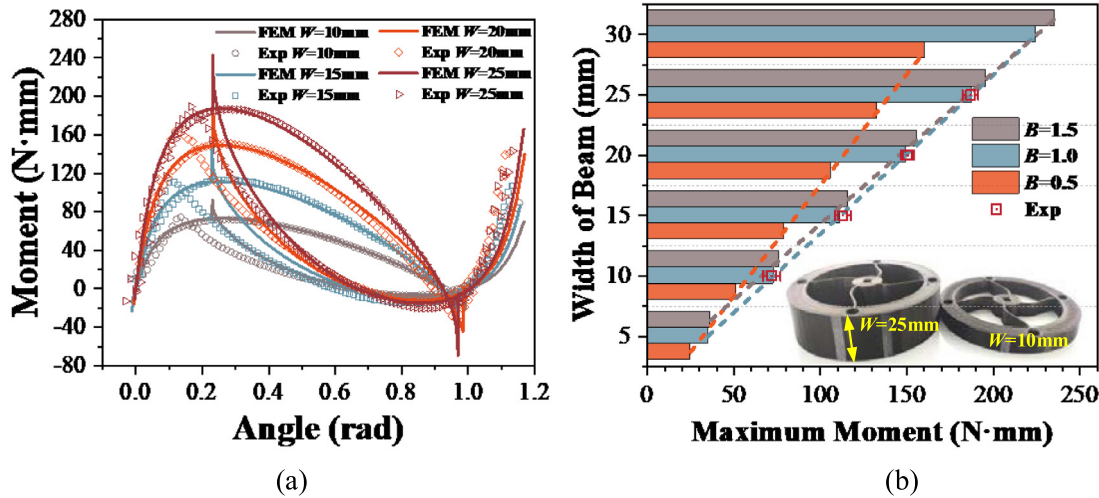 280
240
200
160
120
80
40
0
-40
-80
Moment (N·mm)
FEM W=10mm
FEM W=20mm
Exp W=10mm
Exp W=20mm
FEM W=15mm
FEM W=25mm
Exp W=15mm
Exp W=25mm
0.0 0.2 0.4 0.6 0.8 1.0 1.2
Angle (rad)
(a)
Width of Beam (mm)
30
25
20
15
10
5
B=1.5
B=1.0
B=0.5
Exp
W=25mm
W=10mm
0 50 100 150 200 250
Maximum Moment (N·mm)
(b)